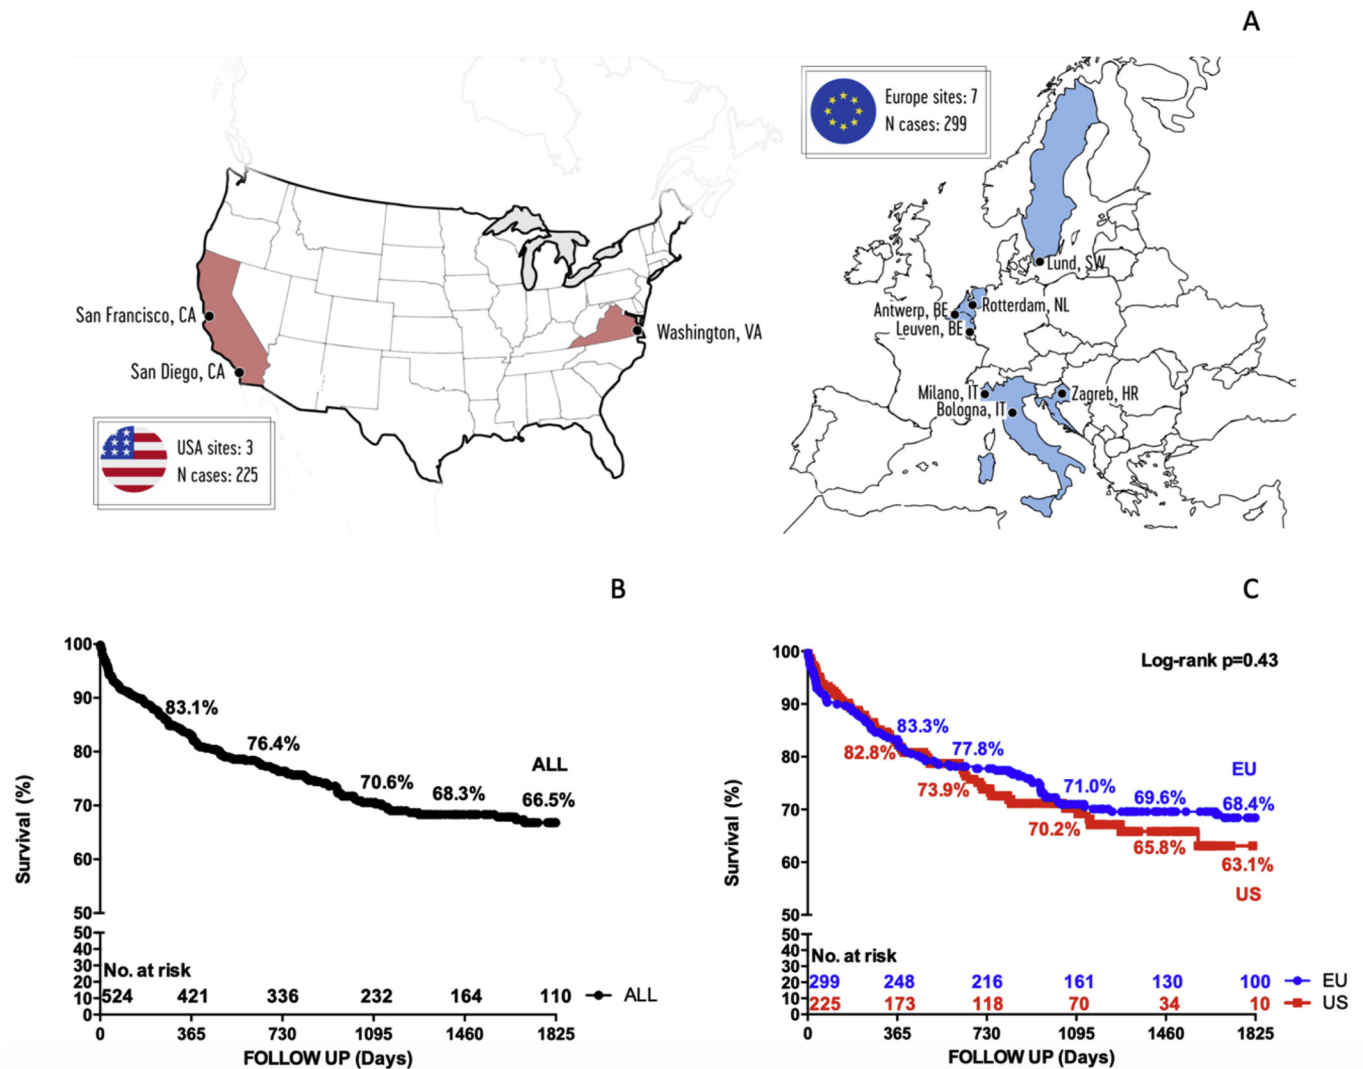 A
Europe sites: 7
N cases: 299
Lund, SW
Rotterdam, NL
Antwerp, BE
Leuven, BE
Milano, IT
Zagreb, HR
Bologna, IT
San Francisco, CA
Washington, VA
San Diego, CA
USA sites: 3
N cases: 225
B
100
90
80
70
60
50
Survival (%)
83.1%
76.4%
70.6%
68.3%
66.5%
ALL
50
40
30
20
10
0
No. at risk
524 421 336 232 164 110
ALL
0 365 730 1095 1460 1825
FOLLOW UP (Days)
C
100
90
80
70
60
50
Survival (%)
Log-rank p=0.43
83.3%
77.8%
71.0%
69.6%
68.4%
EU
82.8%
73.9%
70.2%
65.8%
63.1%
US
50
40
30
20
10
0
No. at risk
299 248 216 161 130 100
EU
225 173 118 70 34 10
US
0 365 730 1095 1460 1825
FOLLOW UP (Days)